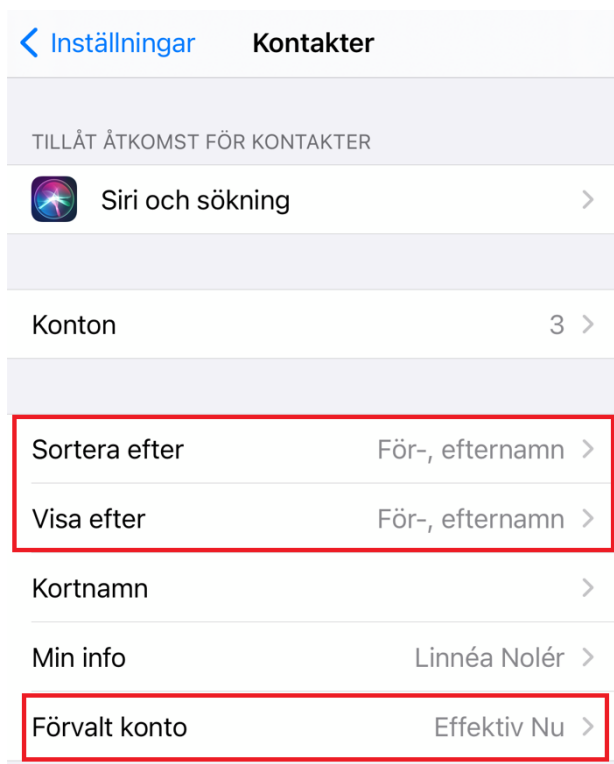 Inställningar Kontakter
TILLÅT ÅTKOMST FÖR KONTAKTER
Siri och sökning
Konton 3
Sortera efter För-, efternamn
Visa efter För-, efternamn
Kortnamn
Min info Linnéa Nolér
Förvalt konto Effektiv Nu